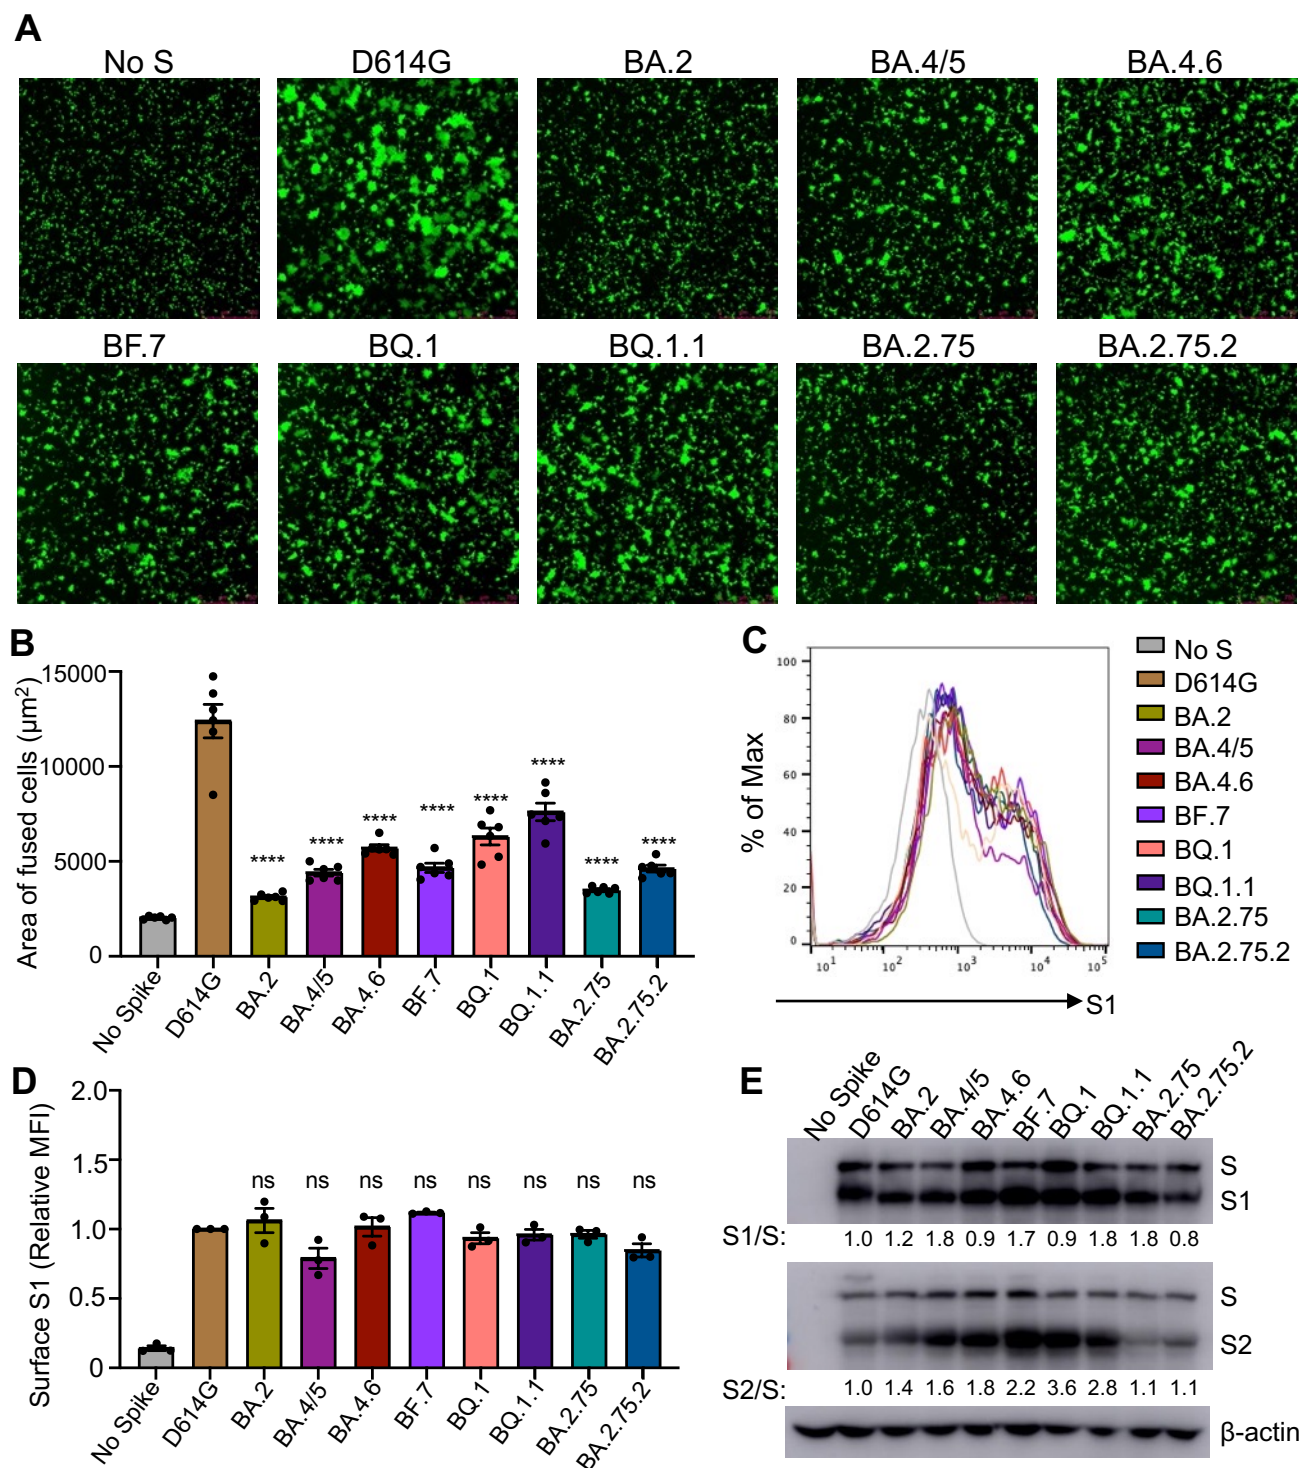 A
No S
D614G
BA.2
BA.4/5
BA.4.6
BF.7
BQ.1
BQ.1.1
BA.2.75
BA.2.75.2
B
Area of fused cells (µm²)
15000
10000
5000
0
****
****
****
****
****
****
****
****
No Spike
D614G
BA.2
BA.4/5
BA.4.6
BF.7
BQ.1
BQ.1.1
BA.2.75
BA.2.75.2
C
% of Max
100
80
60
40
20
0
10¹ 10² 10³ 10⁴ 10⁵
S1
No S
D614G
BA.2
BA.4/5
BA.4.6
BF.7
BQ.1
BQ.1.1
BA.2.75
BA.2.75.2
D
Surface S1 (Relative MFI)
2.0
1.5
1.0
0.5
0
ns ns ns ns ns ns ns ns
No Spike
D614G
BA.2
BA.4/5
BA.4.6
BF.7
BQ.1
BQ.1.1
BA.2.75
BA.2.75.2
E
No Spike
D614G
BA.2
BA.4/5
BA.4.6
BF.7
BQ.1
BQ.1.1
BA.2.75
BA.2.75.2
S
S1
S1/S: 1.0 1.2 1.8 0.9 1.7 0.9 1.8 1.8 0.8
S
S2
S2/S: 1.0 1.4 1.6 1.8 2.2 3.6 2.8 1.1 1.1
β-actin